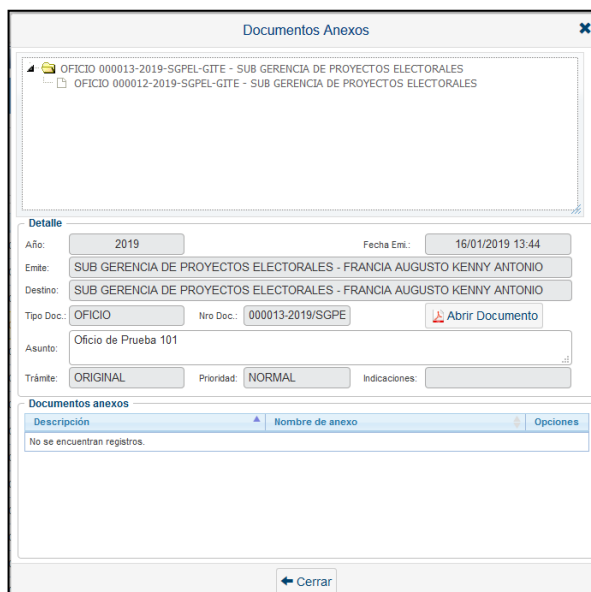 Documentos Anexos
OFICIO 000013-2019-SGPEL-GITE - SUB GERENCIA DE PROYECTOS ELECTORALES
OFICIO 000012-2019-SGPEL-GITE - SUB GERENCIA DE PROYECTOS ELECTORALES
Detalle
Año: 2019 Fecha Emi.: 16/01/2019 13:44
Emite: SUB GERENCIA DE PROYECTOS ELECTORALES - FRANCIA AUGUSTO KENNY ANTONIO
Destino: SUB GERENCIA DE PROYECTOS ELECTORALES - FRANCIA AUGUSTO KENNY ANTONIO
Tipo Doc.: OFICIO Nro Doc.: 000013-2019/SGPE Abrir Documento
Asunto: Oficio de Prueba 101
Trámite: ORIGINAL Prioridad: NORMAL Indicaciones:
Documentos anexos
Descripción Nombre de anexo Opciones
No se encuentran registros.
Cerrar